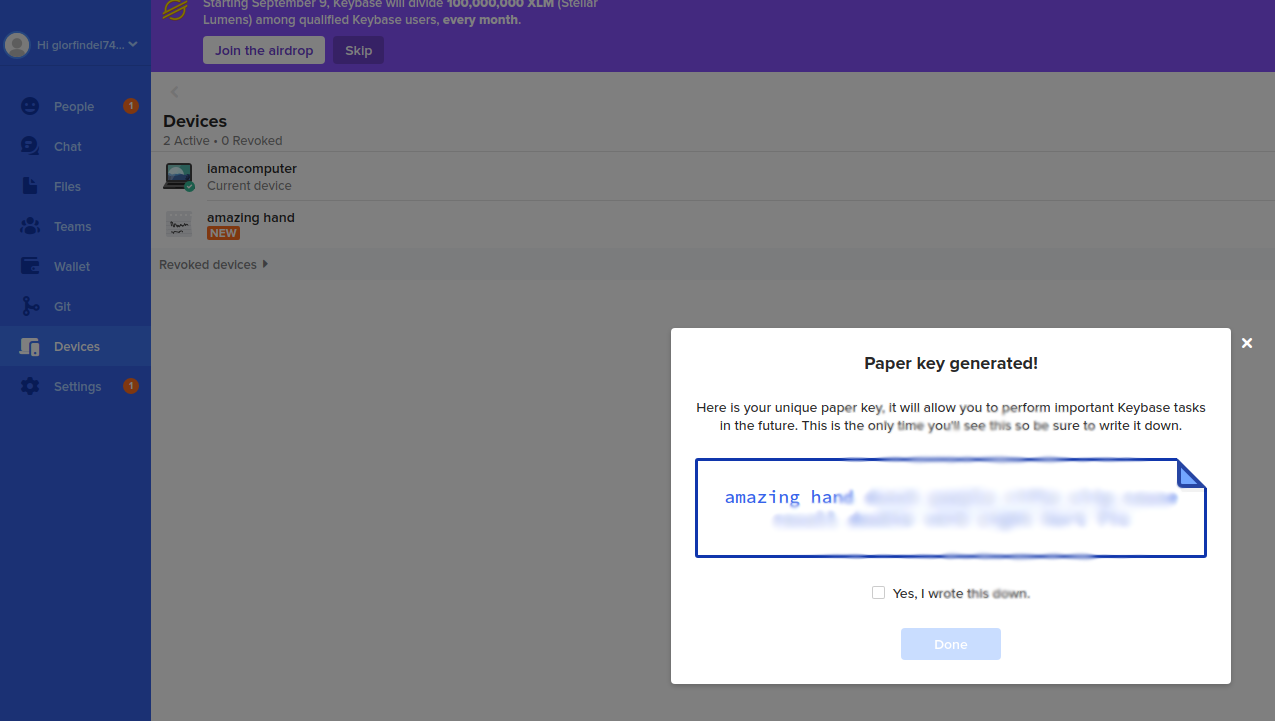 Starting September 9, Keybase will divide 100,000,000 XLM (Stellar
Lumens) among qualified Keybase users, every month.
Join the airdrop
Skip
Hi glorfindel74...
People
1
Chat
Files
Teams
Wallet
Git
Devices
Settings
1
Devices
2 Active • 0 Revoked
iamacomputer
Current device
amazing hand
NEW
Revoked devices
Paper key generated!
Here is your unique paper key, it will allow you to perform important Keybase tasks
in the future. This is the only time you'll see this so be sure to write it down.
amazing hand
Yes, I wrote this down.
Done